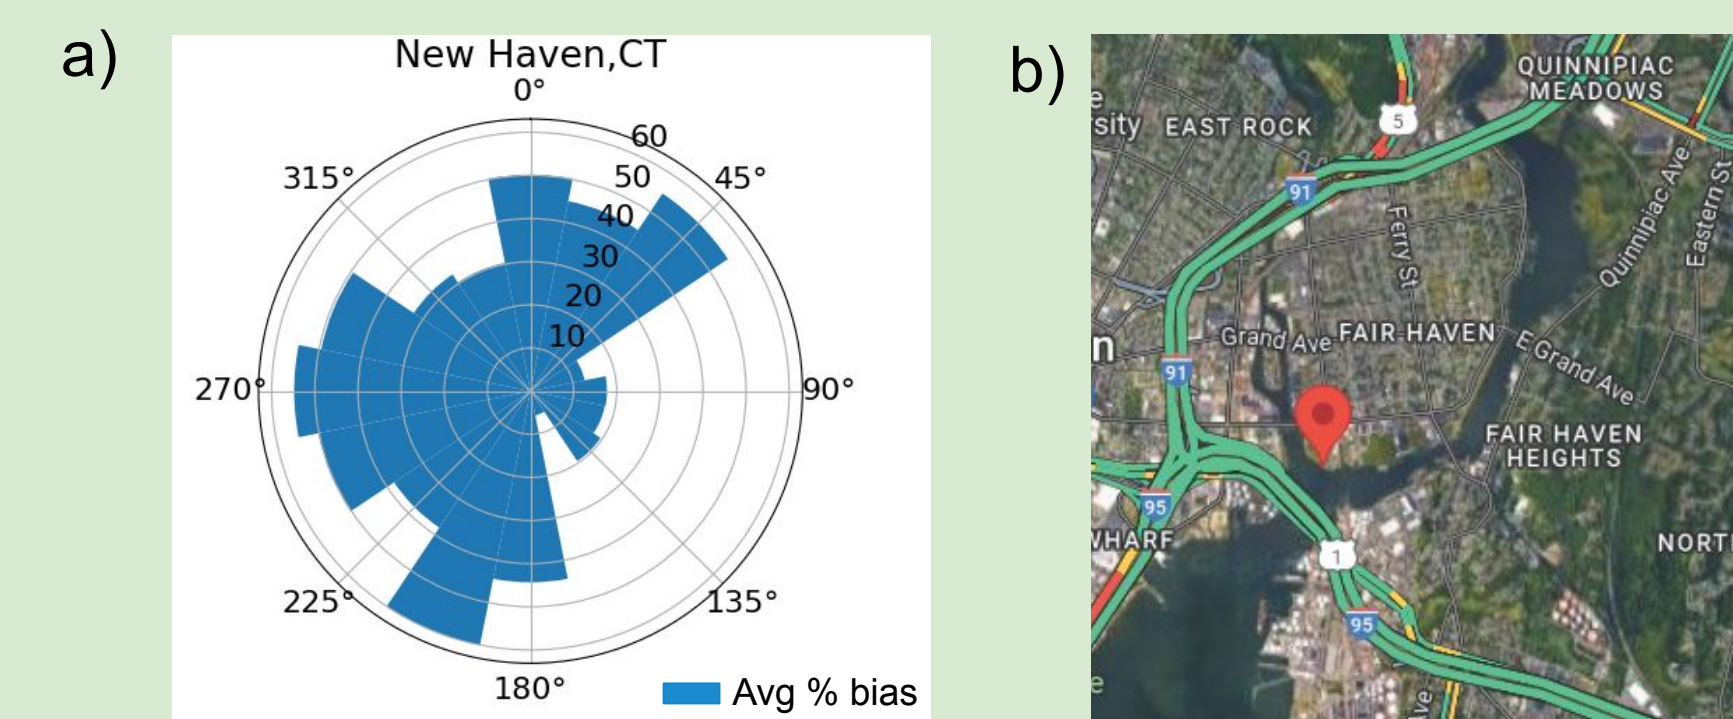 a)
New Haven,CT
0°
60
315°
50
45°
40
30
20
10
270°
90°
225°
135°
180°
Avg % bias
b)
QUINNIPIAC
MEADOWS
sity
EAST ROCK
5
91
Ferry St
Quinnipiac Ave
Eastern St
Grand Ave
FAIR HAVEN
E Grand Ave
n
91
FAIR HAVEN
HEIGHTS
95
WHARF
1
NORT
95
Ave
e